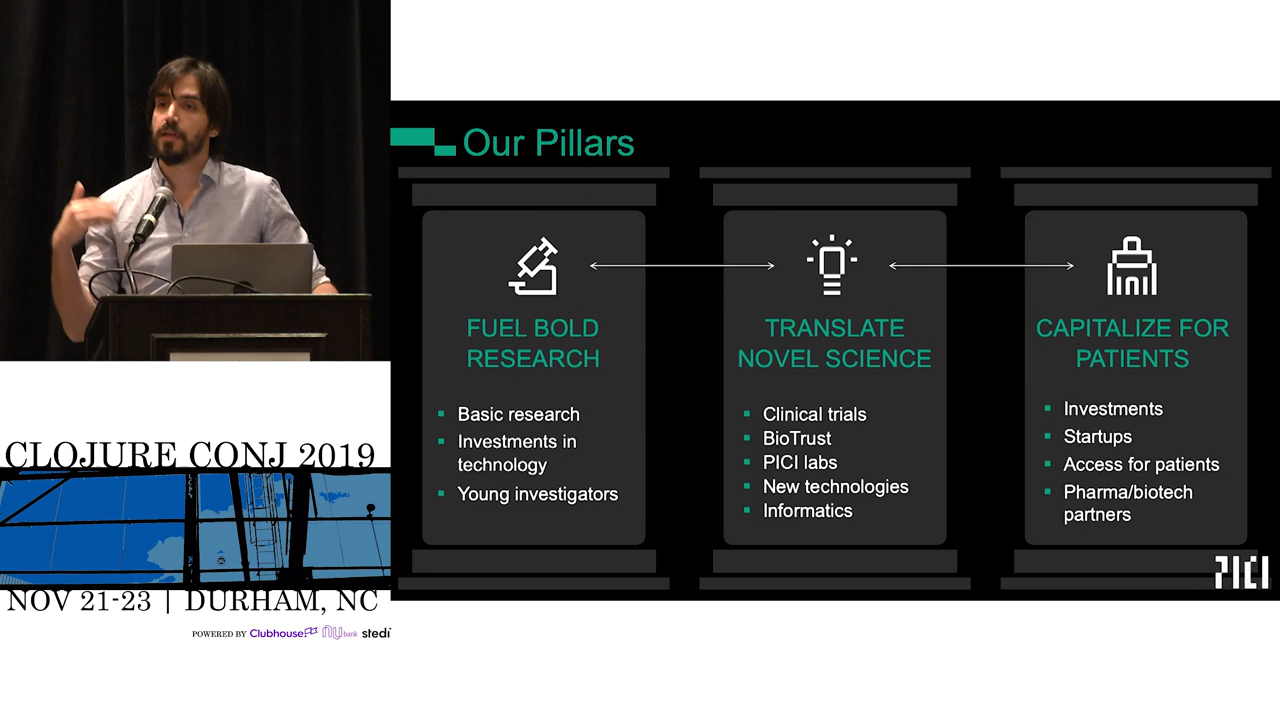 Our Pillars
FUEL BOLD
RESEARCH
Basic research
Investments in
technology
Young investigators
TRANSLATE
NOVEL SCIENCE
Clinical trials
BioTrust
PICI labs
New technologies
Informatics
CAPITALIZE FOR
PATIENTS
Investments
Startups
Access for patients
Pharma/biotech
partners
PICI
CLOJURE CONJ 2019
NOV 21-23 | DURHAM, NC
POWERED BY Clubhouse nu bank stedi